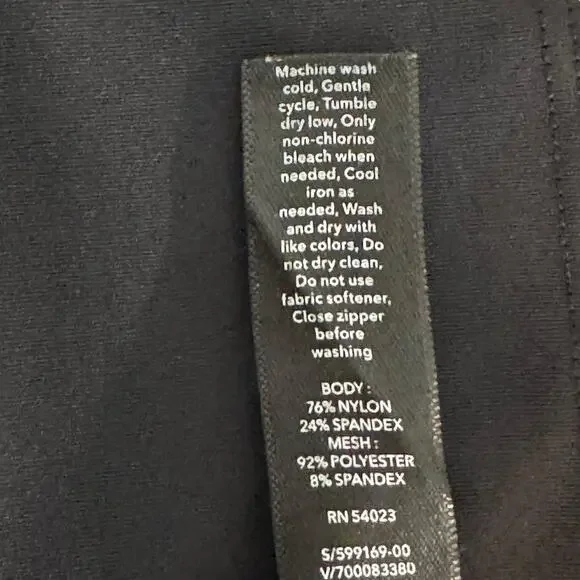 Machine wash
cold, Gentle
cycle, Tumble
dry low, Only
non-chlorine
bleach when
needed, Cool
iron as
needed, Wash
and dry with
like colors, Do
not dry clean,
Do not use
fabric softener,
Close zipper
before
washing
BODY :
76% NYLON
24% SPANDEX
MESH :
92% POLYESTER
8% SPANDEX
RN 54023
S/599169-00
V/700083380